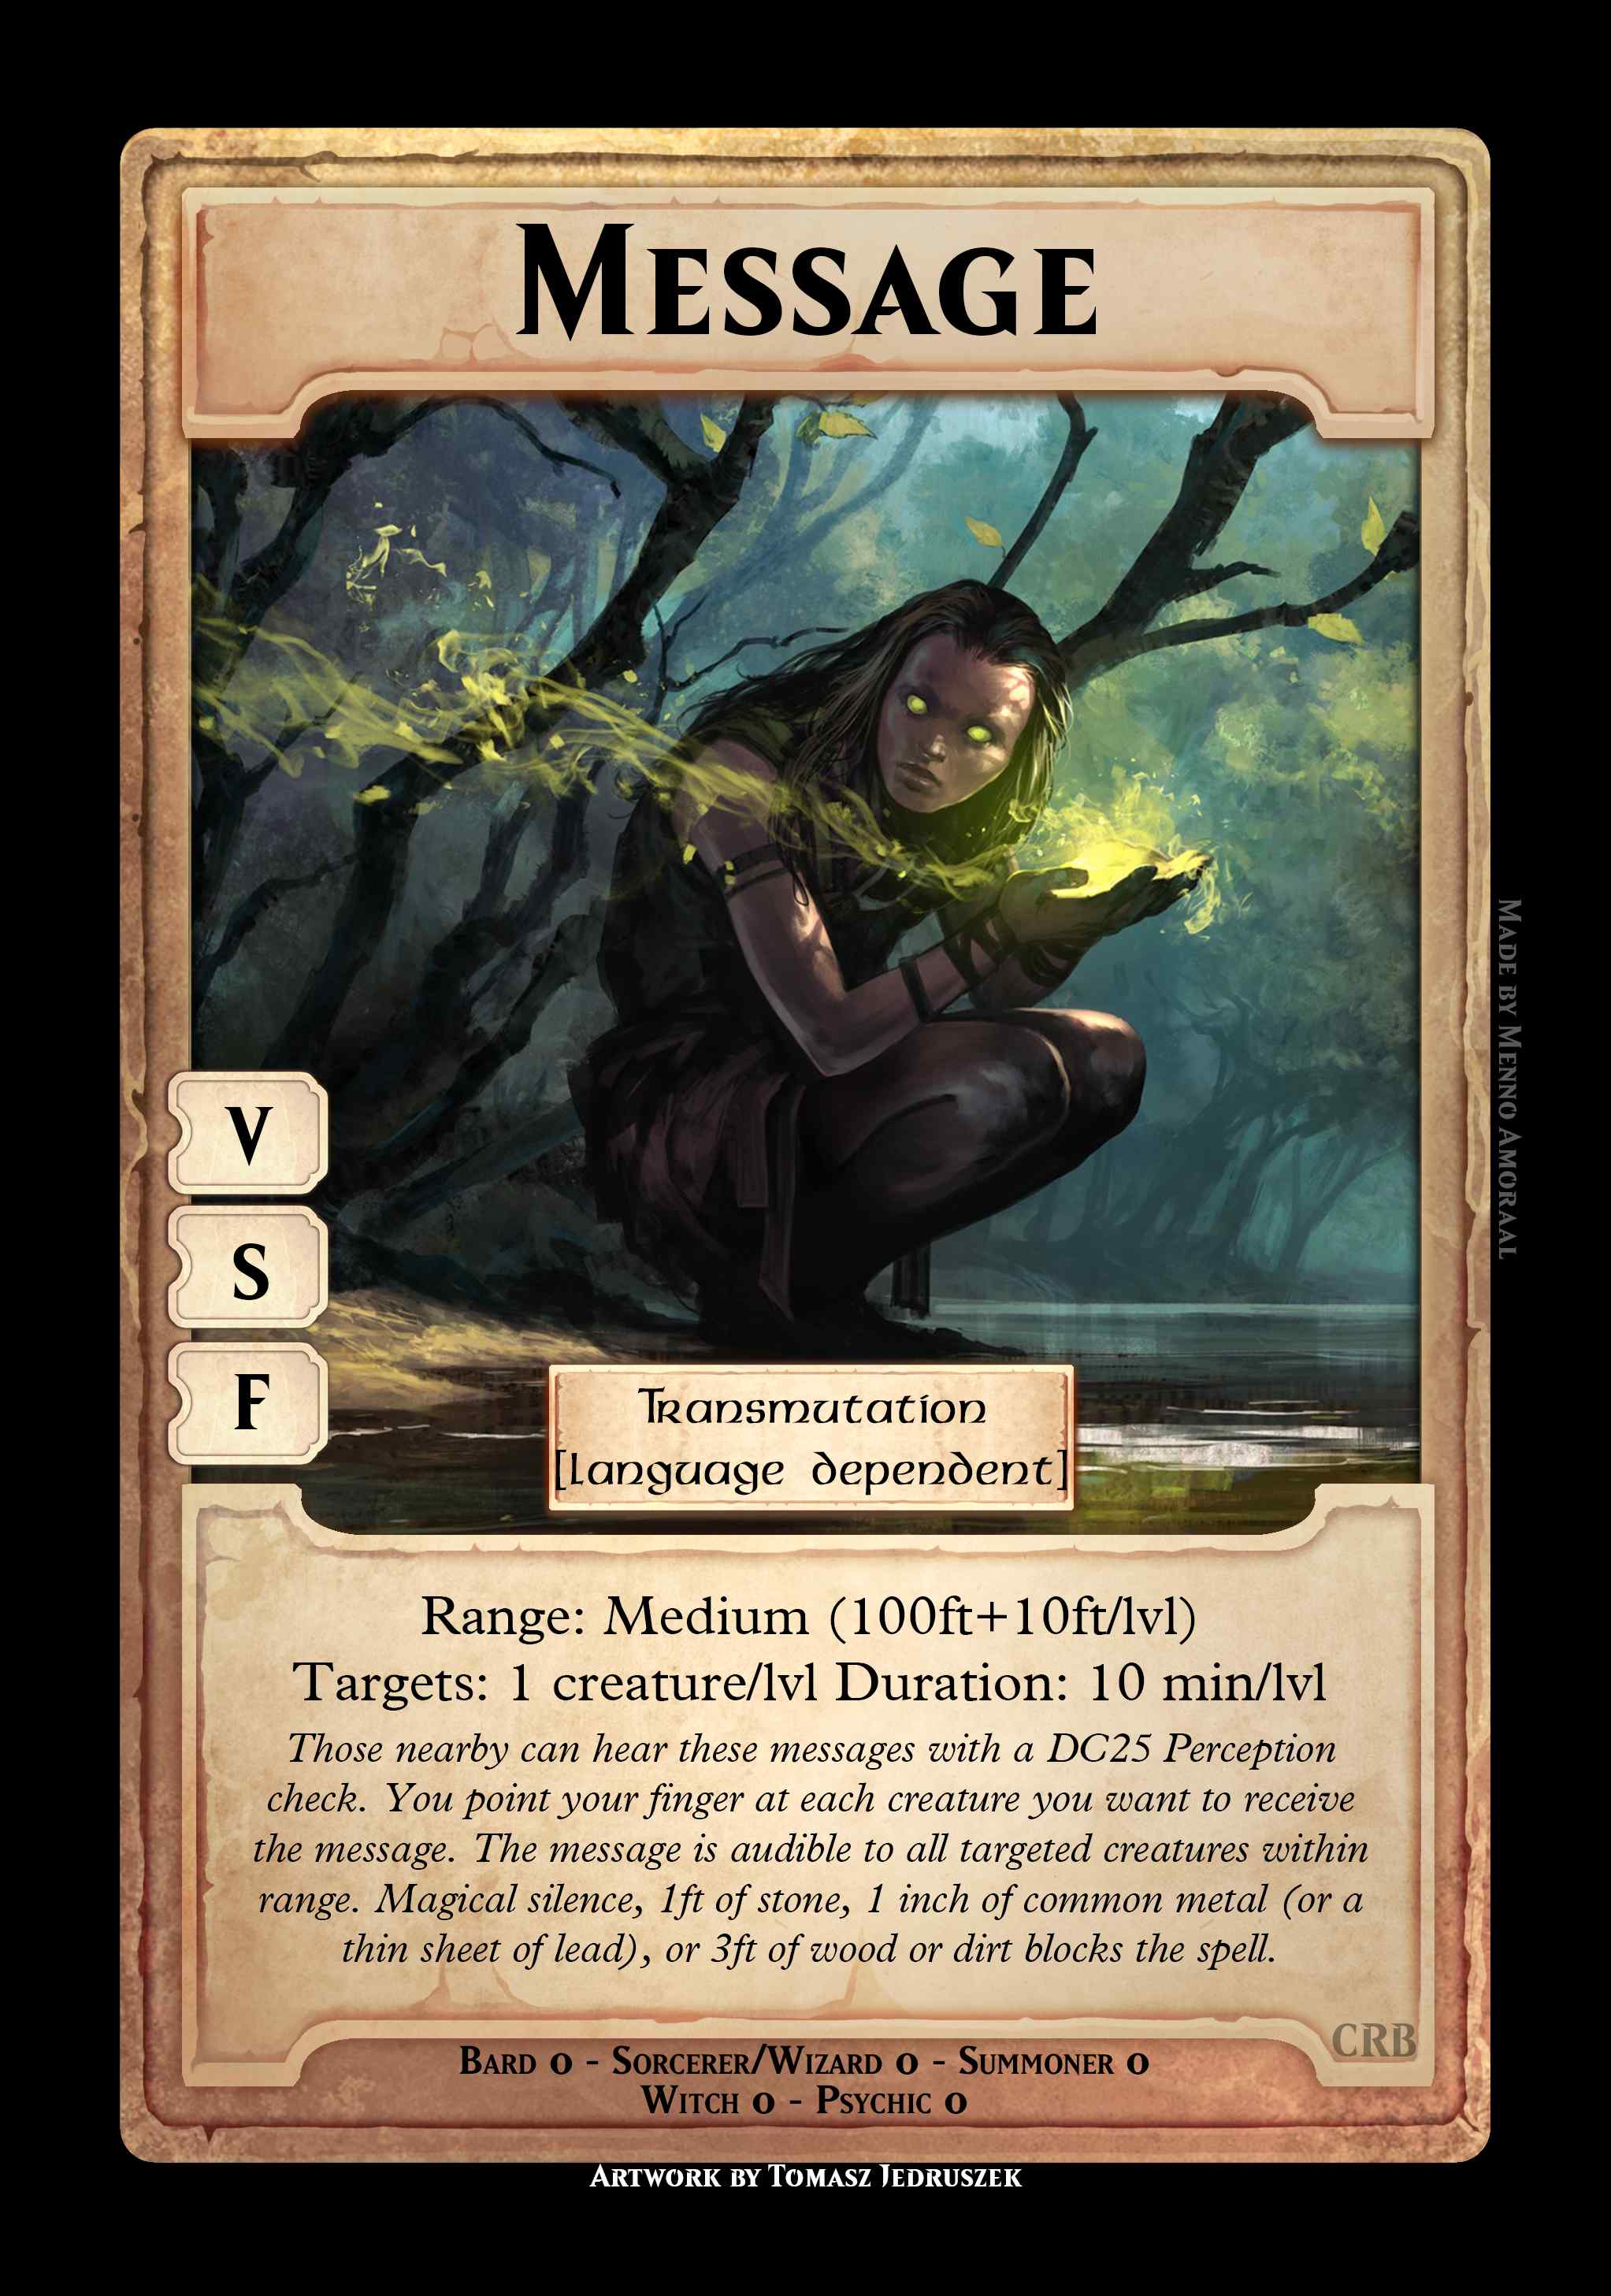 Message
V
S
F
Transmutation
[Language dependent]
Range: Medium (100ft+10ft/lvl)
Targets: 1 creature/lvl Duration: 10 min/lvl
Those nearby can hear these messages with a DC25 Perception
check. You point your finger at each creature you want to receive
the message. The message is audible to all targeted creatures within
range. Magical silence, 1ft of stone, 1 inch of common metal (or a
thin sheet of lead), or 3ft of wood or dirt blocks the spell.
CRB
Bard 0 - Sorcerer/Wizard 0 - Summoner 0
Witch 0 - Psychic 0
Artwork by Tomasz Jedruszek
Made by Menno Amoraal